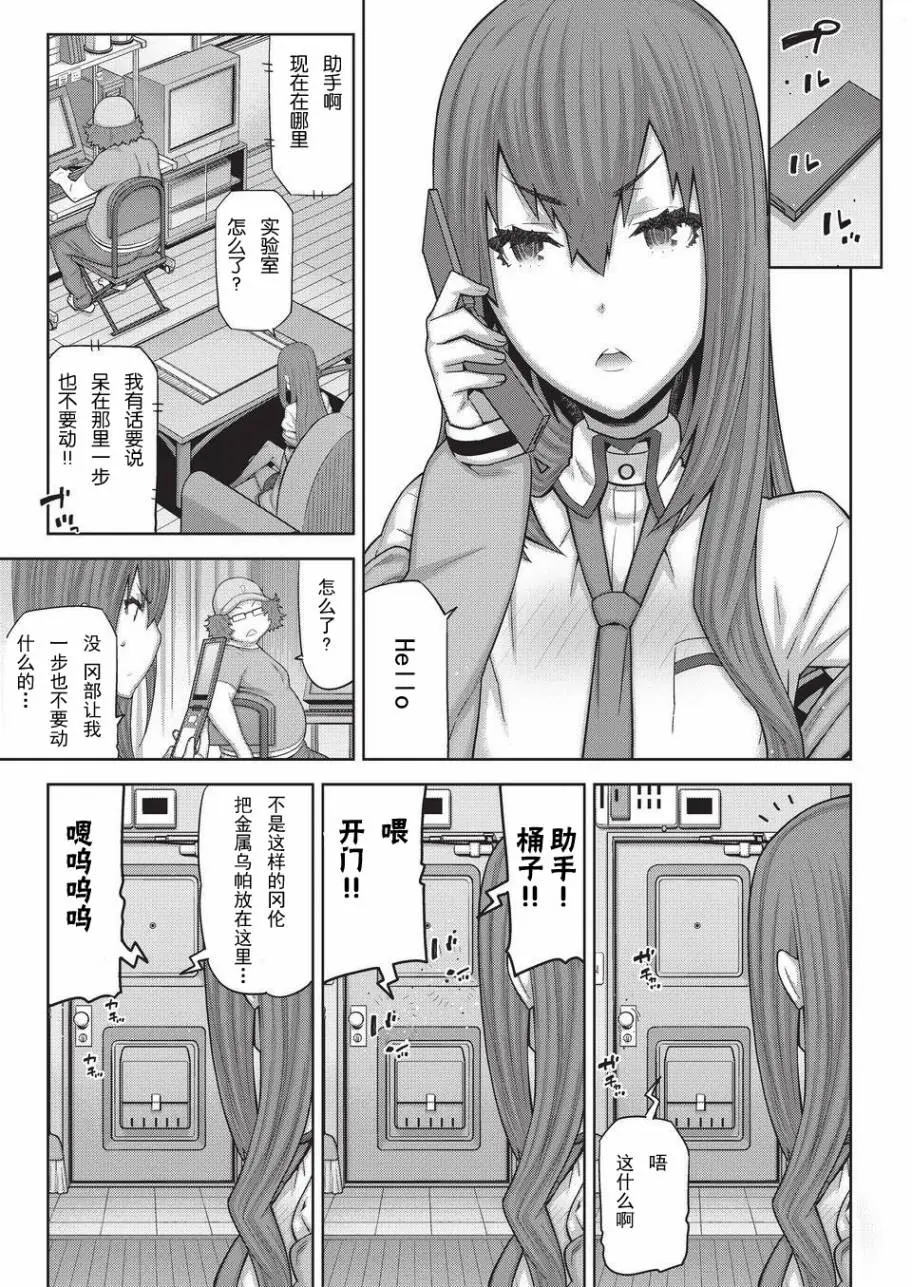 ルルル
Hello
助手啊
现在在哪里
实验室
怎么了?
我有话要说
呆在那里一步
也不要动!!
怎么了?
没 冈部让我
一步也不要动
什么的…
唔
这什么啊
助手!
桶子!!
喂
开门!!
不是这样的冈伦
把金属乌帕放在这里…
嗯呜呜呜